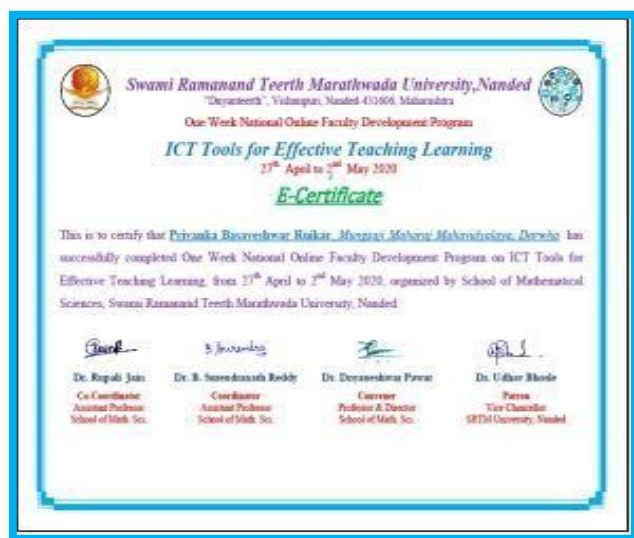 Swami Ramanand Teerth Marathwada University,Nanded
"Dnyanteerth", Vishnupuri, Nanded-431606, Maharashtra
One Week National Online Faculty Development Program
ICT Tools for Effective Teaching Learning
27th April to 2nd May 2020
E-Certificate
This is to certify that Priyanka Basaveshwar Ruikar, Mungsaji Maharaj Mahavidyalaya, Darwha has
successfully completed One Week National Online Faculty Development Program on ICT Tools for
Effective Teaching Learning, from 27th April to 2nd May 2020, organized by School of Mathematical
Sciences, Swami Ramanand Teerth Marathwada University, Nanded
Dr. Rupali Jain
Co-Coordinator
Assistant Professor
School of Math. Sci.
Dr. B. Surendranath Reddy
Coordinator
Assistant Professor
School of Math. Sci.
Dr. Dnyaneshwar Pawar
Convener
Professor & Director
School of Math. Sci.
Dr. Udhav Bhosle
Patron
Vice-Chancellor
SRTM University, Nanded